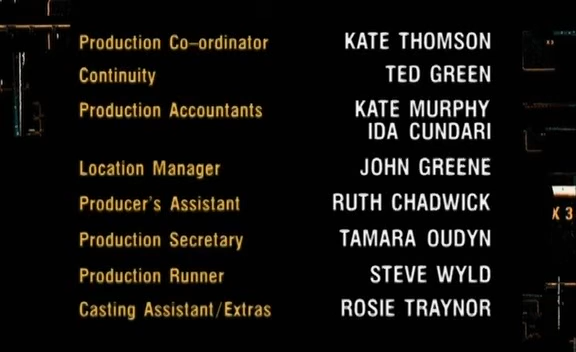 Production Co-ordinator KATE THOMSON
Continuity TED GREEN
Production Accountants KATE MURPHY
IDA CUNDARI
Location Manager JOHN GREENE
Producer's Assistant RUTH CHADWICK
Production Secretary TAMARA OUDYN
X 3
Production Runner STEVE WYLD
Casting Assistant/Extras ROSIE TRAYNOR